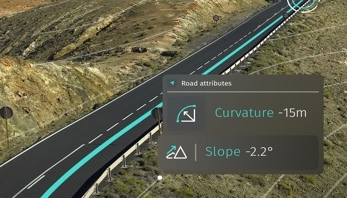 Road attributes
Curvature -15m
Slope -2.2°